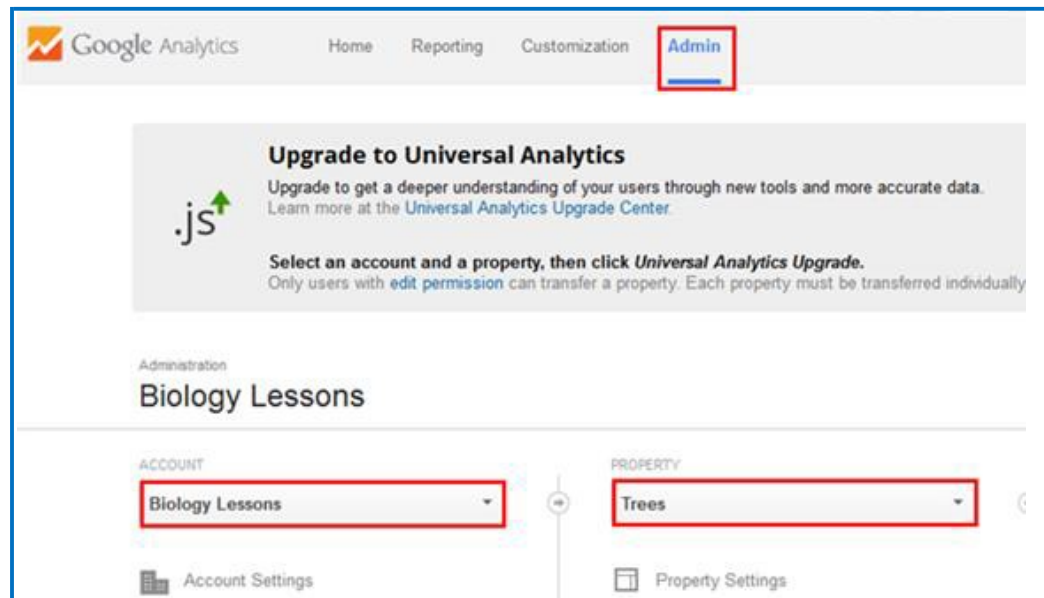 Google Analytics Home Reporting Customization Admin
Upgrade to Universal Analytics
Upgrade to get a deeper understanding of your users through new tools and more accurate data.
Learn more at the Universal Analytics Upgrade Center.
.js
Select an account and a property, then click Universal Analytics Upgrade.
Only users with edit permission can transfer a property. Each property must be transferred individually
Administration
Biology Lessons
ACCOUNT PROPERTY
Biology Lessons Trees
Account Settings Property Settings